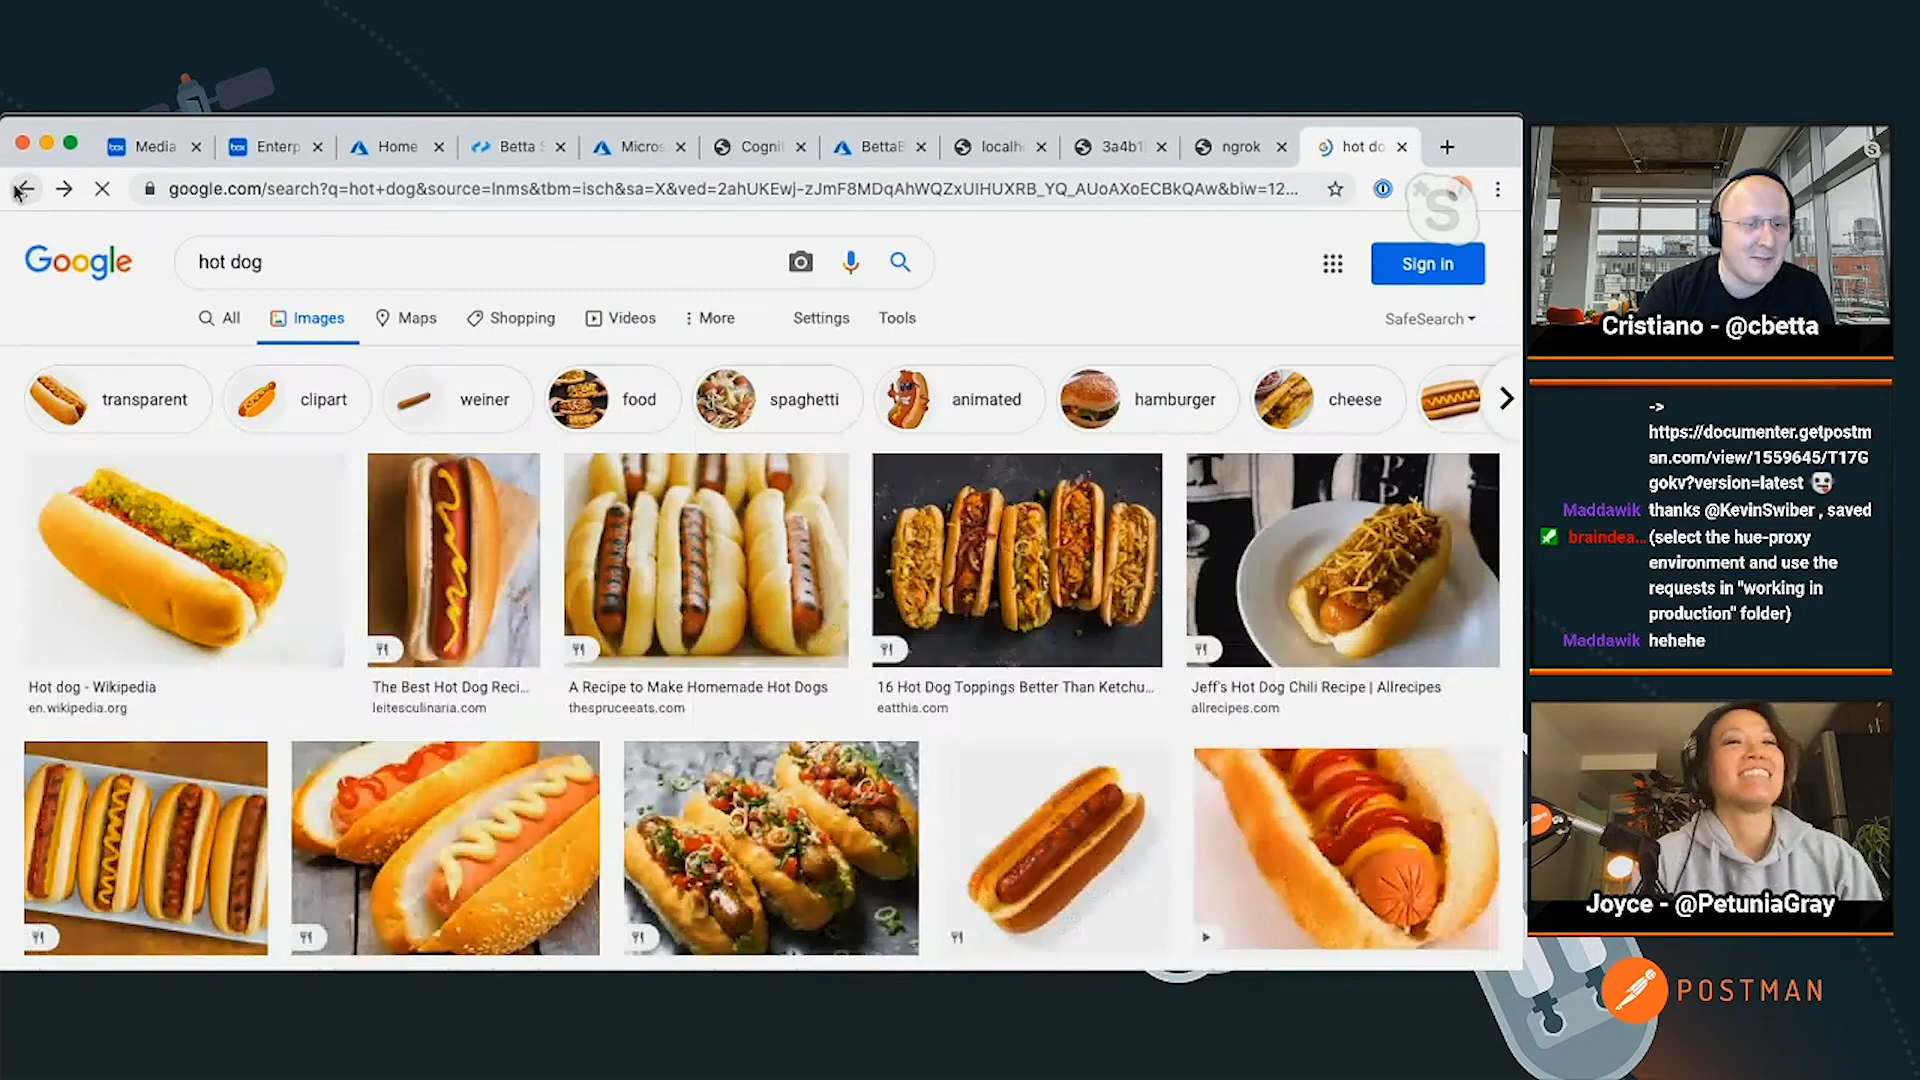 box Media
box Enterp
Home
Betta S
Micros
Cognit
BettaB
localh
3a4b1
ngrok
hot do
google.com/search?q=hot+dog&source=lnms&tbm=isch&sa=X&ved=2ahUKEwj-zJmF8MDqAhWQZxUIHUXRB_YQ_AUoAXoECBkQAw&biw=12...
S
Google
hot dog
Sign in
All
Images
Maps
Shopping
Videos
More
Settings
Tools
SafeSearch
transparent
clipart
weiner
food
spaghetti
animated
hamburger
cheese
Hot dog - Wikipedia
en.wikipedia.org
The Best Hot Dog Reci...
leitesculinaria.com
A Recipe to Make Homemade Hot Dogs
thespruceeats.com
16 Hot Dog Toppings Better Than Ketchu...
eatthis.com
Jeff's Hot Dog Chili Recipe | Allrecipes
allrecipes.com
S
Cristiano - @cbetta
->
https://documenter.getpostm
an.com/view/1559645/T17G
gokv?version=latest
Maddawik thanks @KevinSwiber , saved
braindea... (select the hue-proxy
environment and use the
requests in "working in
production" folder)
Maddawik hehehe
Joyce - @PetuniaGray
POSTMAN